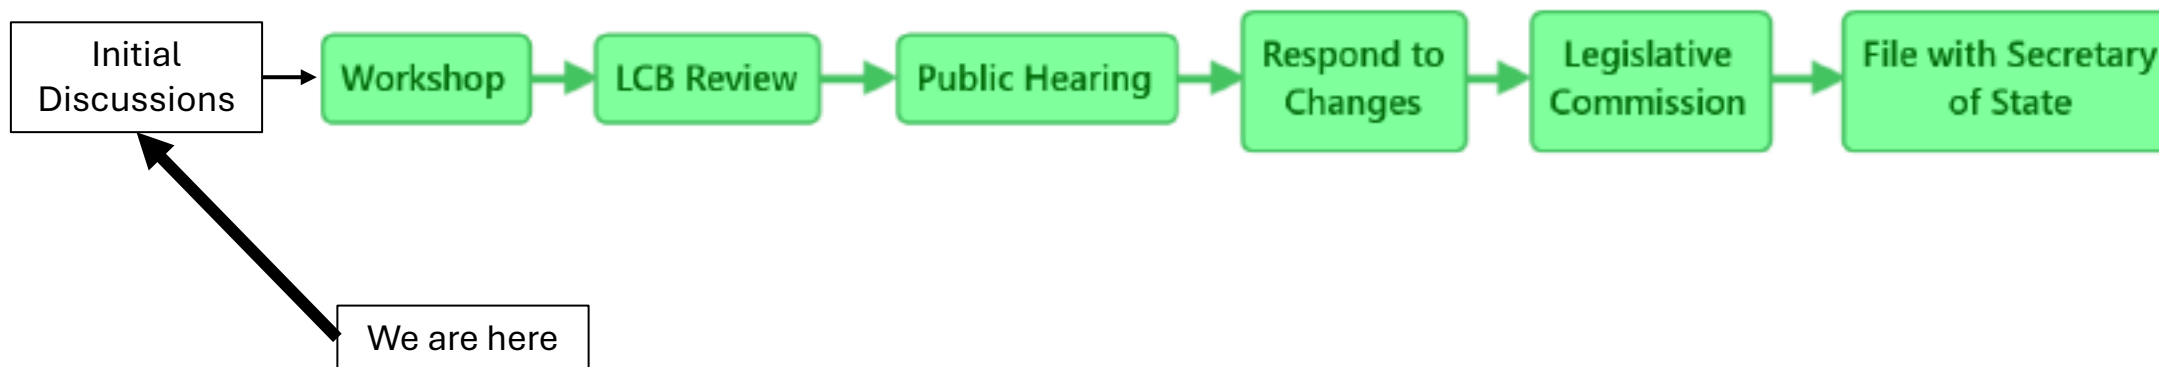 Initial
Discussions
Workshop
LCB Review
Public Hearing
Respond to
Changes
Legislative
Commission
File with Secretary
of State
We are here